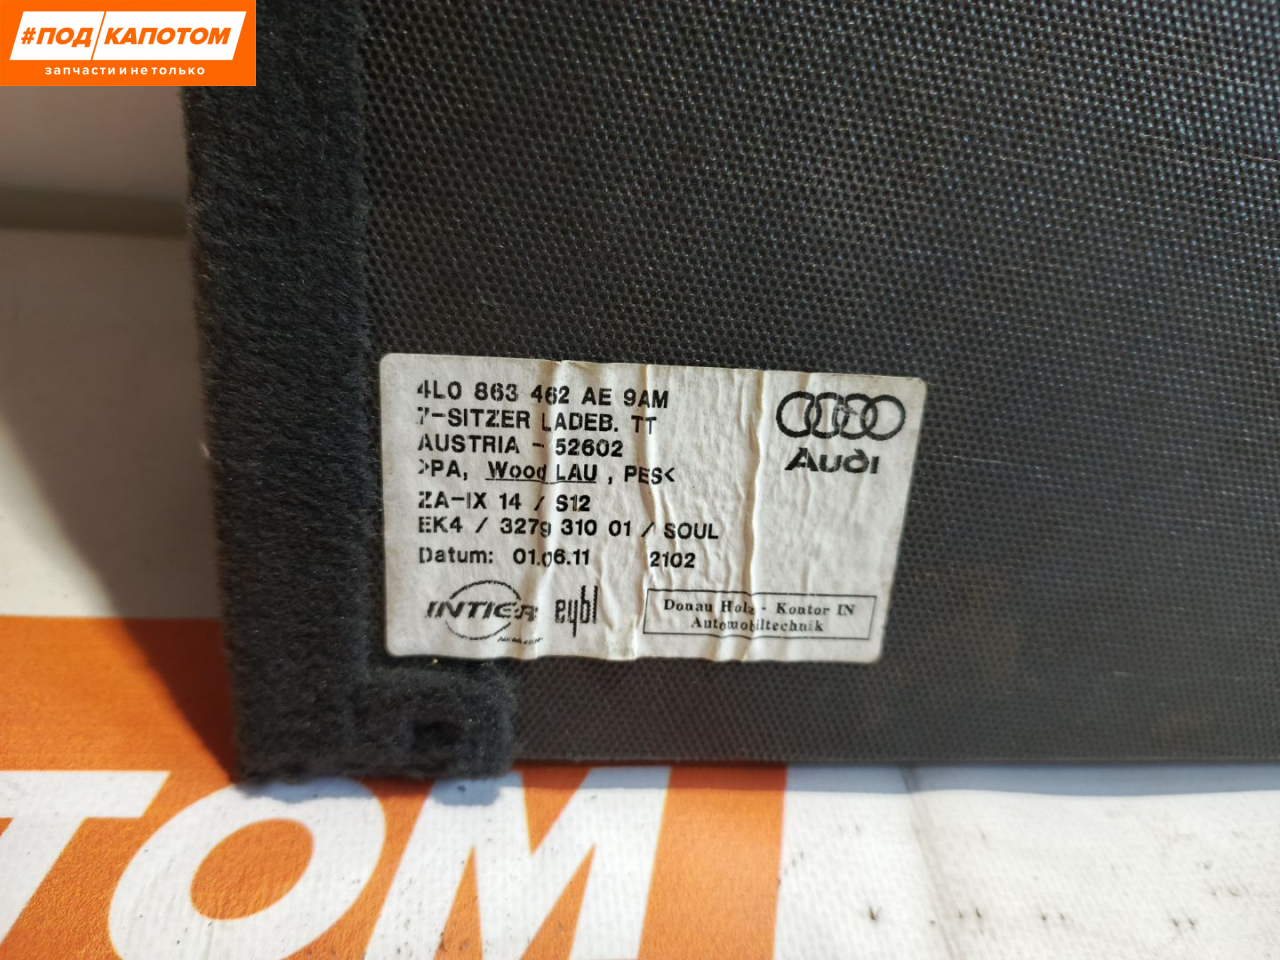 #ПОД КАПОТОМ
запчасти и не только
4L0 863 462 AE 9AM
7-SITZER LADEB. TT
AUSTRIA - 52602
>PA, Wood LAU , PES<
ZA-IX 14 / S12
EK4 / 3279 310 01 / SOUL
Datum: 01.06.11 2102
Audi
INTIER eybl
Donau Holz - Kontor IN
Automobiltechnik
ТОМ